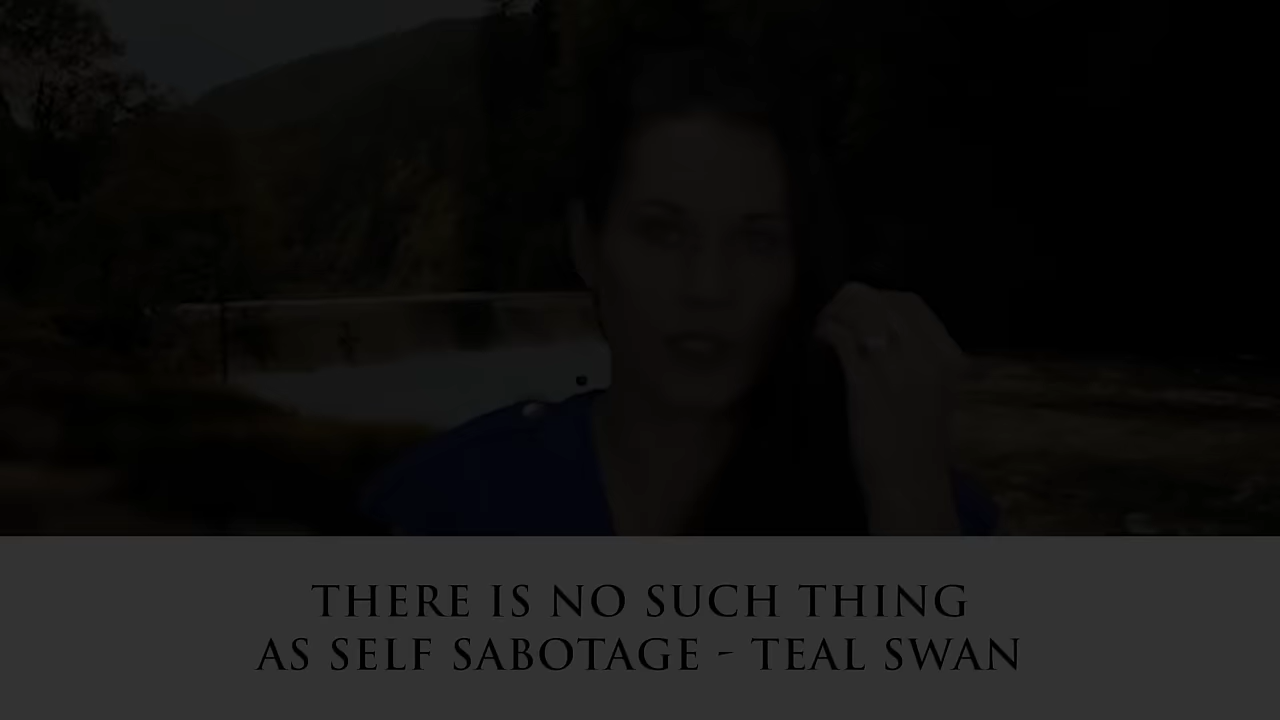 THERE IS NO SUCH THING
AS SELF SABOTAGE - TEAL SWAN